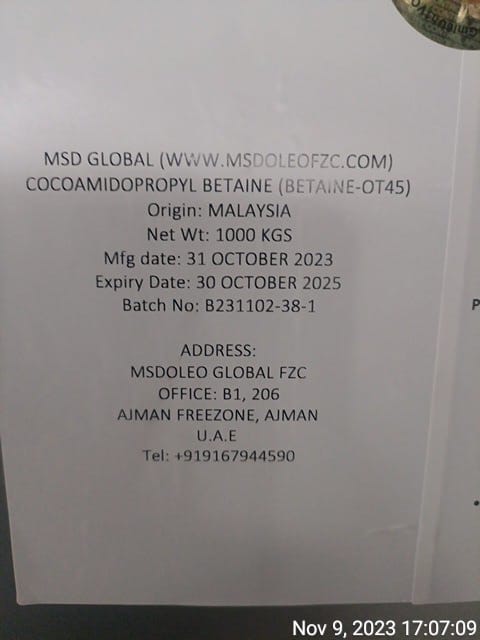 MSD GLOBAL (WWW.MSDOLEOFZC.COM)
COCOAMIDOPROPYL BETAINE (BETAINE-OT45)
Origin: MALAYSIA
Net Wt: 1000 KGS
Mfg date: 31 OCTOBER 2023
Expiry Date: 30 OCTOBER 2025
Batch No: B231102-38-1
ADDRESS:
MSDOLEO GLOBAL FZC
OFFICE: B1, 206
AJMAN FREEZONE, AJMAN
U.A.E
Tel: +919167944590
P
Nov 9, 2023 17:07:09